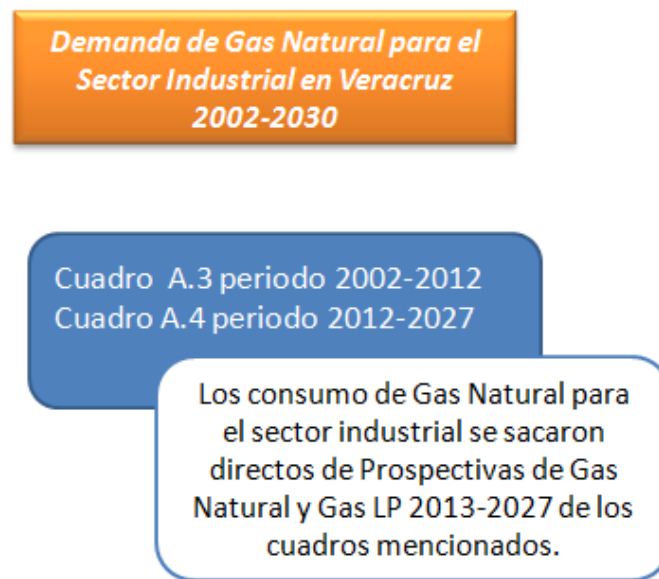 Demanda de Gas Natural para el
Sector Industrial en Veracruz
2002-2030
Cuadro A.3 periodo 2002-2012
Cuadro A.4 periodo 2012-2027
Los consumo de Gas Natural para
el sector industrial se sacaron
directos de Prospectivas de Gas
Natural y Gas LP 2013-2027 de los
cuadros mencionados.